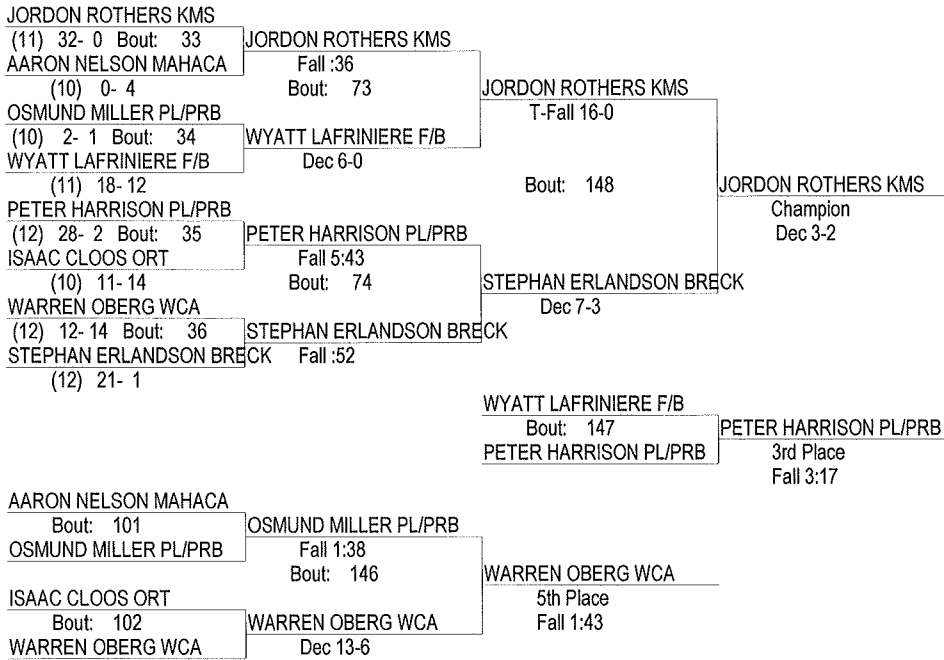 JORDON ROTHERS KMS
(11) 32- 0 Bout: 33
AARON NELSON MAHACA
(10) 0- 4
OSMUND MILLER PL/PRB
(10) 2- 1 Bout: 34
WYATT LAFRINIERE F/B
(11) 18- 12
PETER HARRISON PL/PRB
(12) 28- 2 Bout: 35
ISAAC CLOOS ORT
(10) 11- 14
WARREN OBERG WCA
(12) 12- 14 Bout: 36
STEPHAN ERLANDSON BRECK
(12) 21- 1
JORDON ROTHERS KMS
Fall :36
Bout: 73
WYATT LAFRINIERE F/B
Dec 6-0
PETER HARRISON PL/PRB
Fall 5:43
Bout: 74
STEPHAN ERLANDSON BRECK
Fall :52
JORDON ROTHERS KMS
T-Fall 16-0
Bout: 148
STEPHAN ERLANDSON BRECK
Dec 7-3
JORDON ROTHERS KMS
Champion
Dec 3-2
WYATT LAFRINIERE F/B
Bout: 147
PETER HARRISON PL/PRB
PETER HARRISON PL/PRB
3rd Place
Fall 3:17
AARON NELSON MAHACA
Bout: 101
OSMUND MILLER PL/PRB
ISAAC CLOOS ORT
Bout: 102
WARREN OBERG WCA
OSMUND MILLER PL/PRB
Fall 1:38
Bout: 146
WARREN OBERG WCA
Dec 13-6
WARREN OBERG WCA
5th Place
Fall 1:43